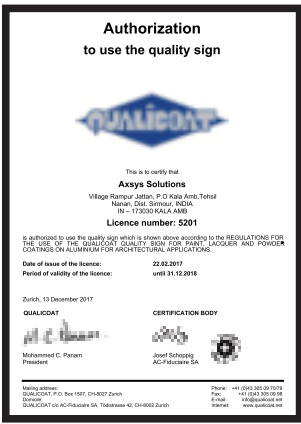 Authorization
to use the quality sign
QUALICOAT
This is to certify that
Axsys Solutions
Village Rampur Jattan, P.O Kala Amb,Tehsil
Nanan, Dist. Sirmour, INDIA
IN – 173030 KALA AMB
Licence number: 5201
is authorized to use the quality sign which is shown above according to the REGULATIONS FOR
THE USE OF THE QUALICOAT QUALITY SIGN FOR PAINT, LACQUER AND POWDER
COATINGS ON ALUMINIUM FOR ARCHITECTURAL APPLICATIONS.
Date of issue of the licence: 22.02.2017
Period of validity of the licence: until 31.12.2018
Zurich, 13 December 2017
QUALICOAT CERTIFICATION BODY
Mohammed C. Panam Josef Schoppig
President AC-Fiduciaire SA
Mailing address: Phone: +41 (0)43 305 09 70/79
QUALICOAT, P.O. Box 1507, CH-8027 Zurich Fax: +41 (0)43 305 09 98
Domicile: E-mail: info@qualicoat.net
QUALICOAT c/o AC-Fiduciaire SA, Tödistrasse 42, CH-8002 Zurich Internet: www.qualicoat.net